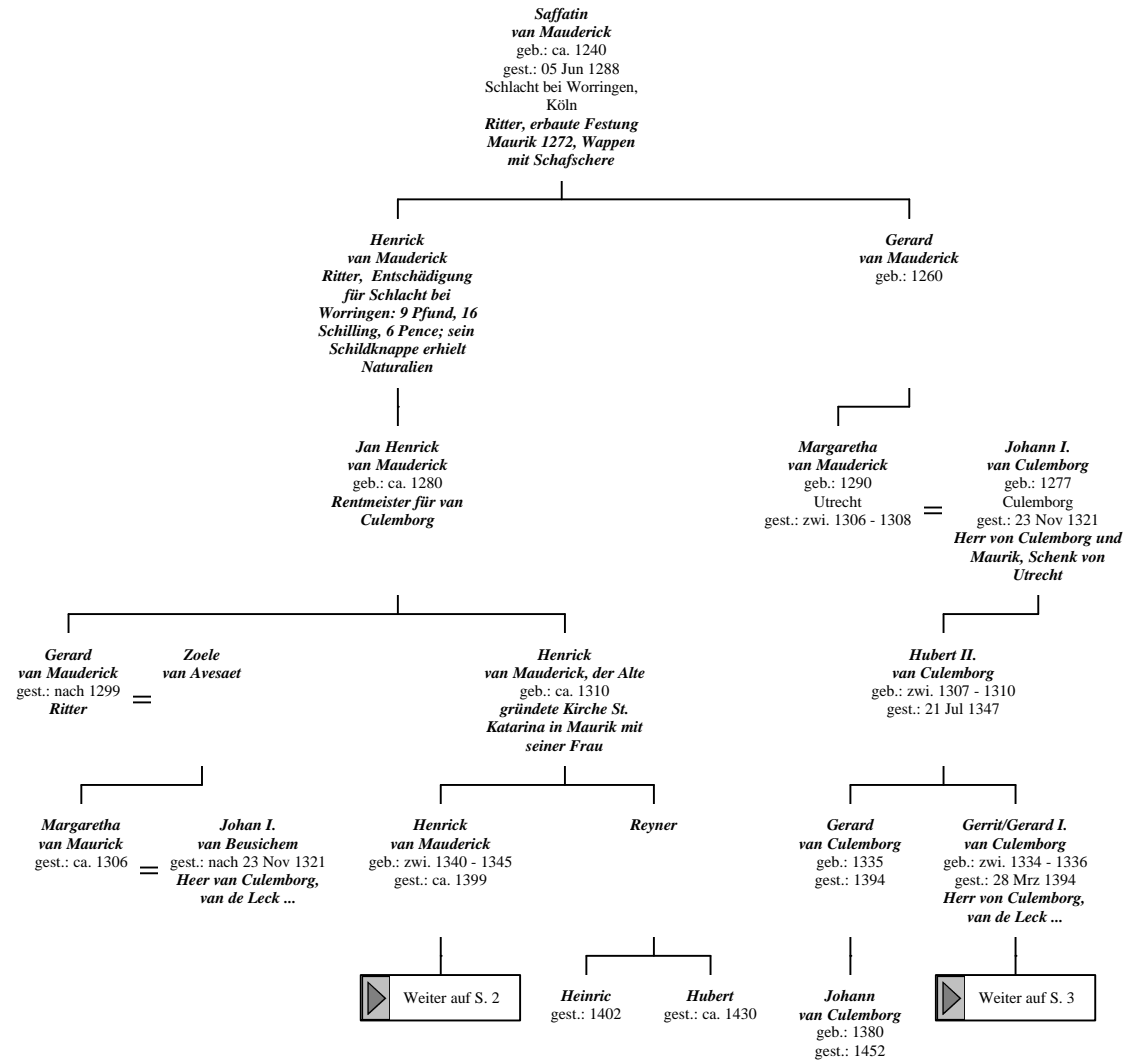 Saffatin
van Mauderick
geb.: ca. 1240
gest.: 05 Jun 1288
Schlacht bei Worringen,
Köln
Ritter, erbaute Festung
Maurik 1272, Wappen
mit Schafschere
Henrick
van Mauderick
Ritter, Entschädigung
für Schlacht bei
Worringen: 9 Pfund, 16
Schilling, 6 Pence; sein
Schildknappe erhielt
Naturalien
Gerard
van Mauderick
geb.: 1260
Jan Henrick
van Mauderick
geb.: ca. 1280
Rentmeister für van
Culemborg
Margaretha
van Mauderick
geb.: 1290
Utrecht
gest.: zwi. 1306 - 1308
=
Johann I.
van Culemborg
geb.: 1277
Culemborg
gest.: 23 Nov 1321
Herr von Culemborg und
Maurik, Schenk von
Utrecht
Gerard
van Mauderick
gest.: nach 1299
Ritter
=
Zoele
van Avesaet
Henrick
van Mauderick, der Alte
geb.: ca. 1310
gründete Kirche St.
Katarina in Maurik mit
seiner Frau
Hubert II.
van Culemborg
geb.: zwi. 1307 - 1310
gest.: 21 Jul 1347
Margaretha
van Maurick
gest.: ca. 1306
=
Johan I.
van Beusichem
gest.: nach 23 Nov 1321
Heer van Culemborg,
van de Leck ...
Henrick
van Mauderick
geb.: zwi. 1340 - 1345
gest.: ca. 1399
Reyner
Gerard
van Culemborg
geb.: 1335
gest.: 1394
Gerrit/Gerard I.
van Culemborg
geb.: zwi. 1334 - 1336
gest.: 28 Mrz 1394
Herr von Culemborg,
van de Leck ...
Weiter auf S. 2
Heinric
gest.: 1402
Hubert
gest.: ca. 1430
Johann
van Culemborg
geb.: 1380
gest.: 1452
Weiter auf S. 3